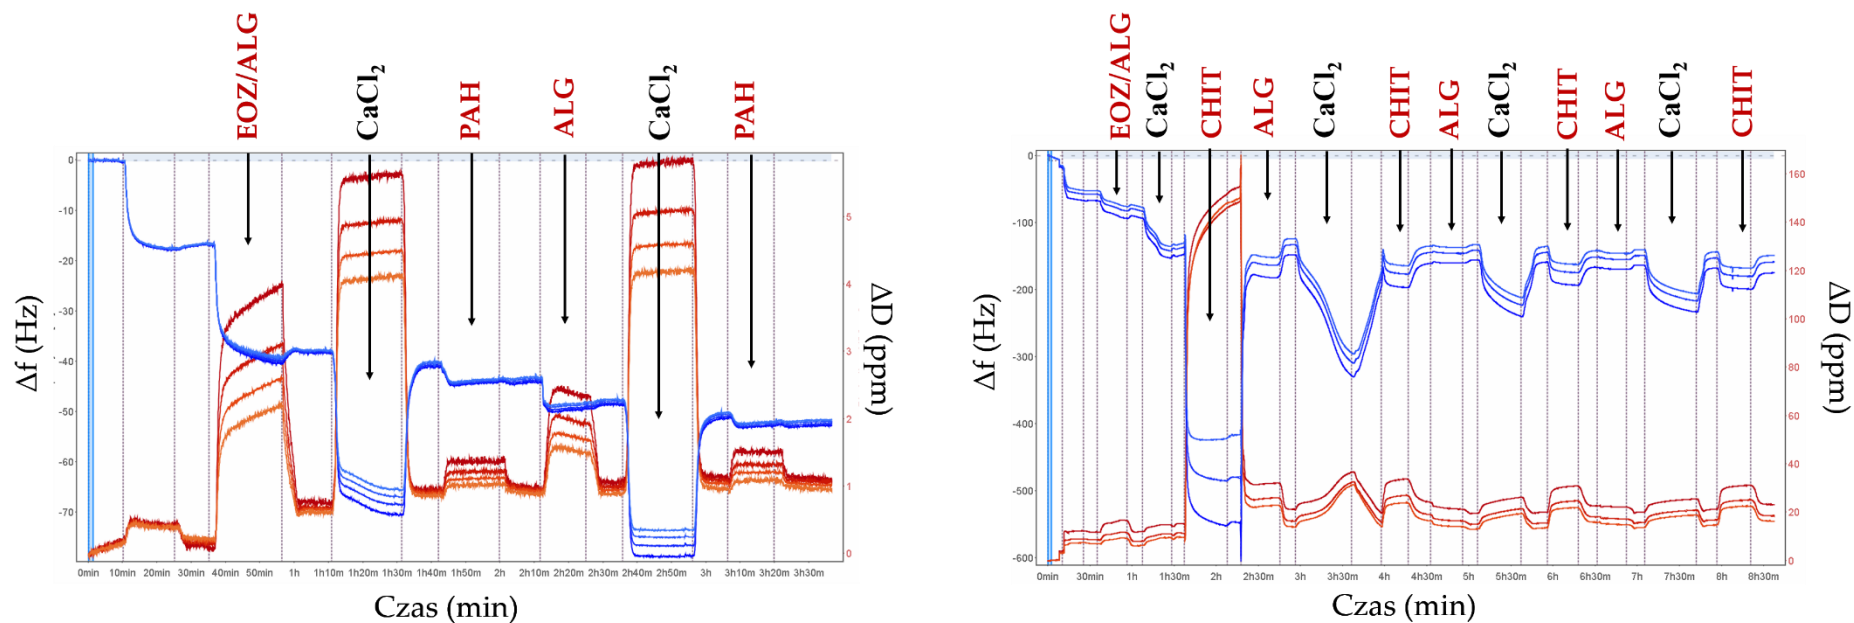 EOZ/ALG
CaCl₂
PAH
ALG
CaCl₂
PAH
0
-10
-20
-30
-40
-50
-60
-70
Δf (Hz)
5
4
3
2
1
0
ΔD (ppm)
0min 10min 20min 30min 40min 50min 1h 1h10m 1h20m 1h30m 1h40m 1h50m 2h 2h10m 2h20m 2h30m 2h40m 2h50m 3h 3h10m 3h20m 3h30m
Czas (min)
EOZ/ALG
CaCl₂
CHIT
ALG
CaCl₂
CHIT
ALG
CaCl₂
CHIT
ALG
CaCl₂
CHIT
0
-100
-200
-300
-400
-500
-600
Δf (Hz)
160
140
120
100
80
60
40
20
0
ΔD (ppm)
0min 30min 1h 1h30m 2h 2h30m 3h 3h30m 4h 4h30m 5h 5h30m 6h 6h30m 7h 7h30m 8h 8h30m
Czas (min)